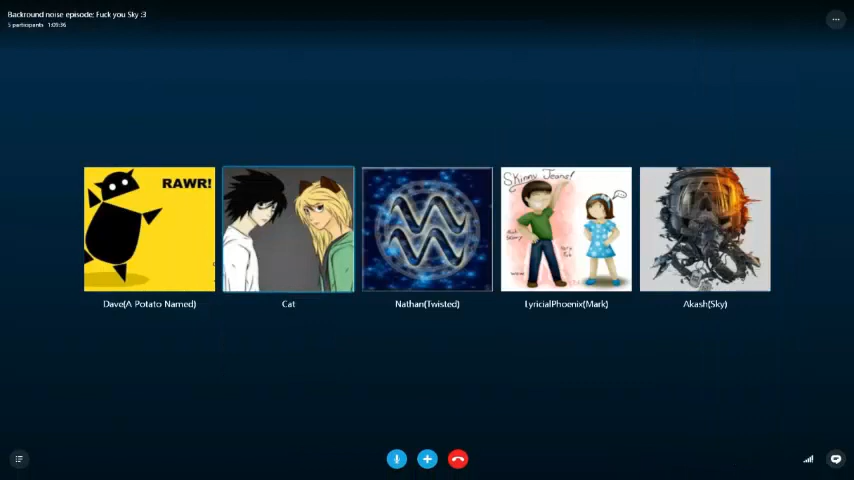 Backround noise episode: Fuck you Sky :3
5 participants 1:09:36
RAWR!
Skinny Jeans!
Dave(A Potato Named)
Cat
Nathan(Twisted)
LyricialPhoenix(Mark)
Akash(Sky)